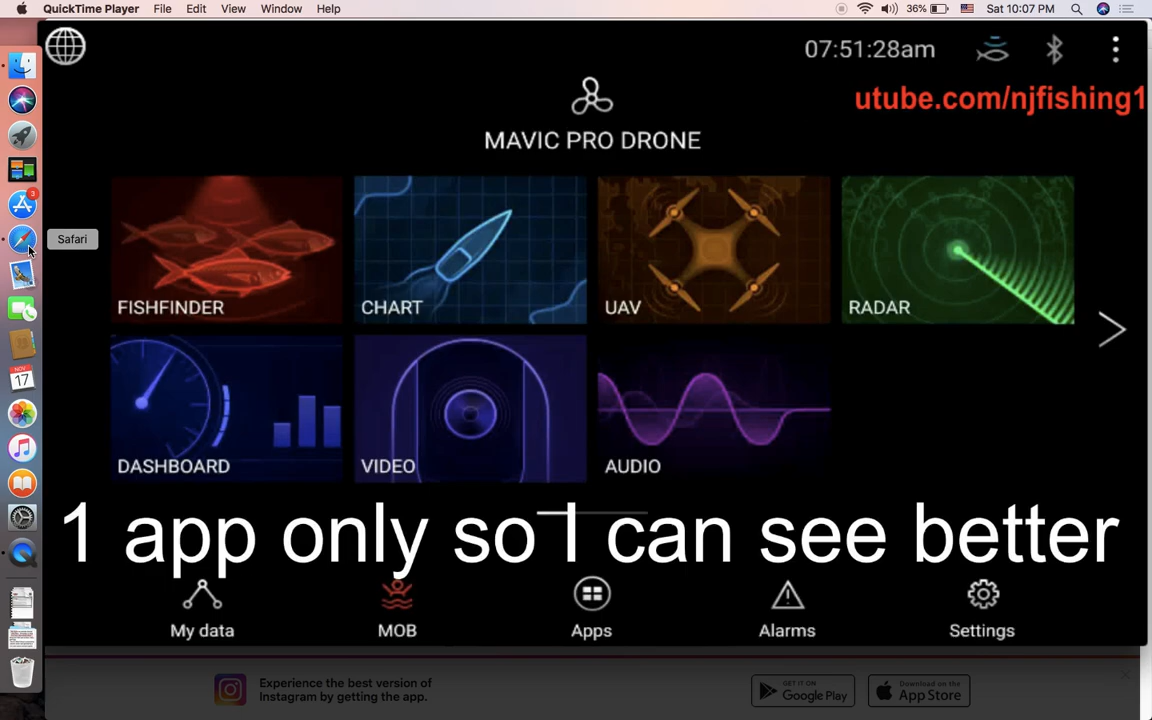 QuickTime Player File Edit View Window Help 36% Sat 10:07 PM
07:51:28am
utube.com/njfishing1
MAVIC PRO DRONE
3
Safari
FISHFINDER CHART UAV RADAR
NOV
17
DASHBOARD VIDEO AUDIO
1 app only so I can see better
My data MOB Apps Alarms Settings
Experience the best version of
Instagram by getting the app.
GET IT ON
Google Play
Download on the
App Store